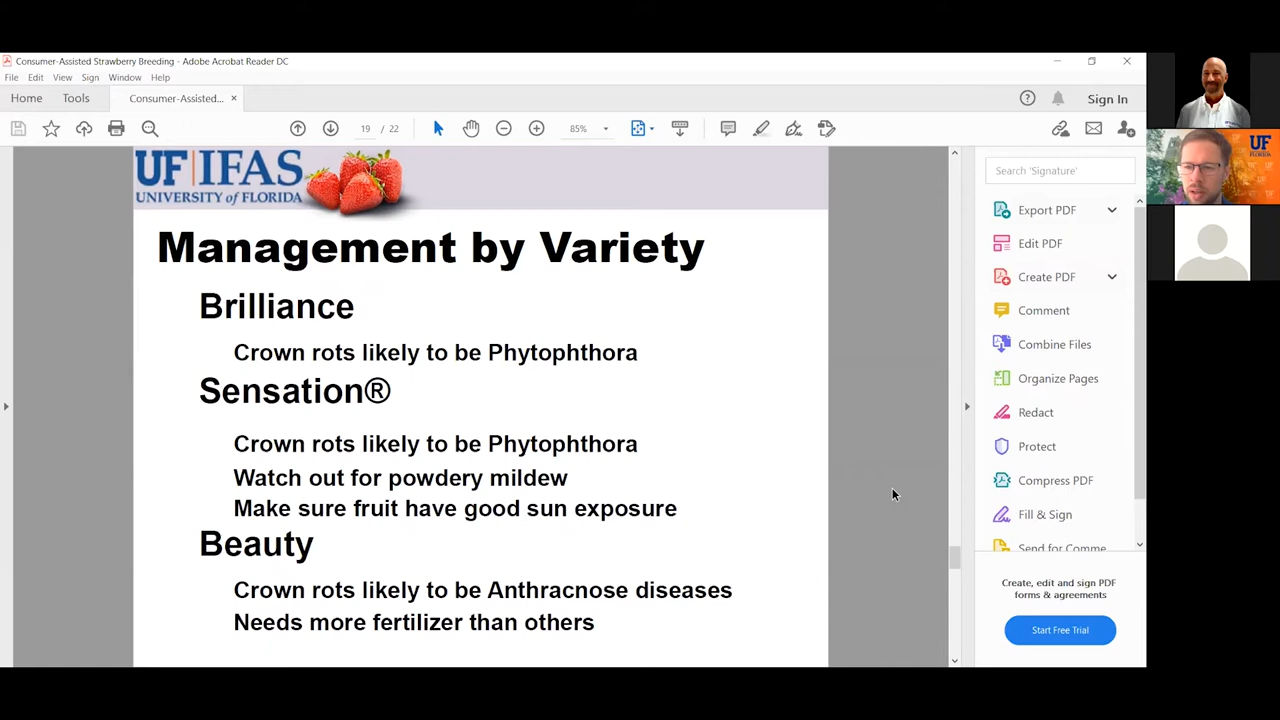 Consumer-Assisted Strawberry Breeding - Adobe Acrobat Reader DC
File Edit View Sign Window Help
Home Tools Consumer-Assisted... × Sign In
19 / 22 85%
UF IFAS
UNIVERSITY of FLORIDA
Management by Variety
Brilliance
Crown rots likely to be Phytophthora
Sensation®
Crown rots likely to be Phytophthora
Watch out for powdery mildew
Make sure fruit have good sun exposure
Beauty
Crown rots likely to be Anthracnose diseases
Needs more fertilizer than others
Search 'Signature'
Export PDF
Edit PDF
Create PDF
Comment
Combine Files
Organize Pages
Redact
Protect
Compress PDF
Fill & Sign
Send for Comme
Create, edit and sign PDF
forms & agreements
Start Free Trial
UF
FLORIDA